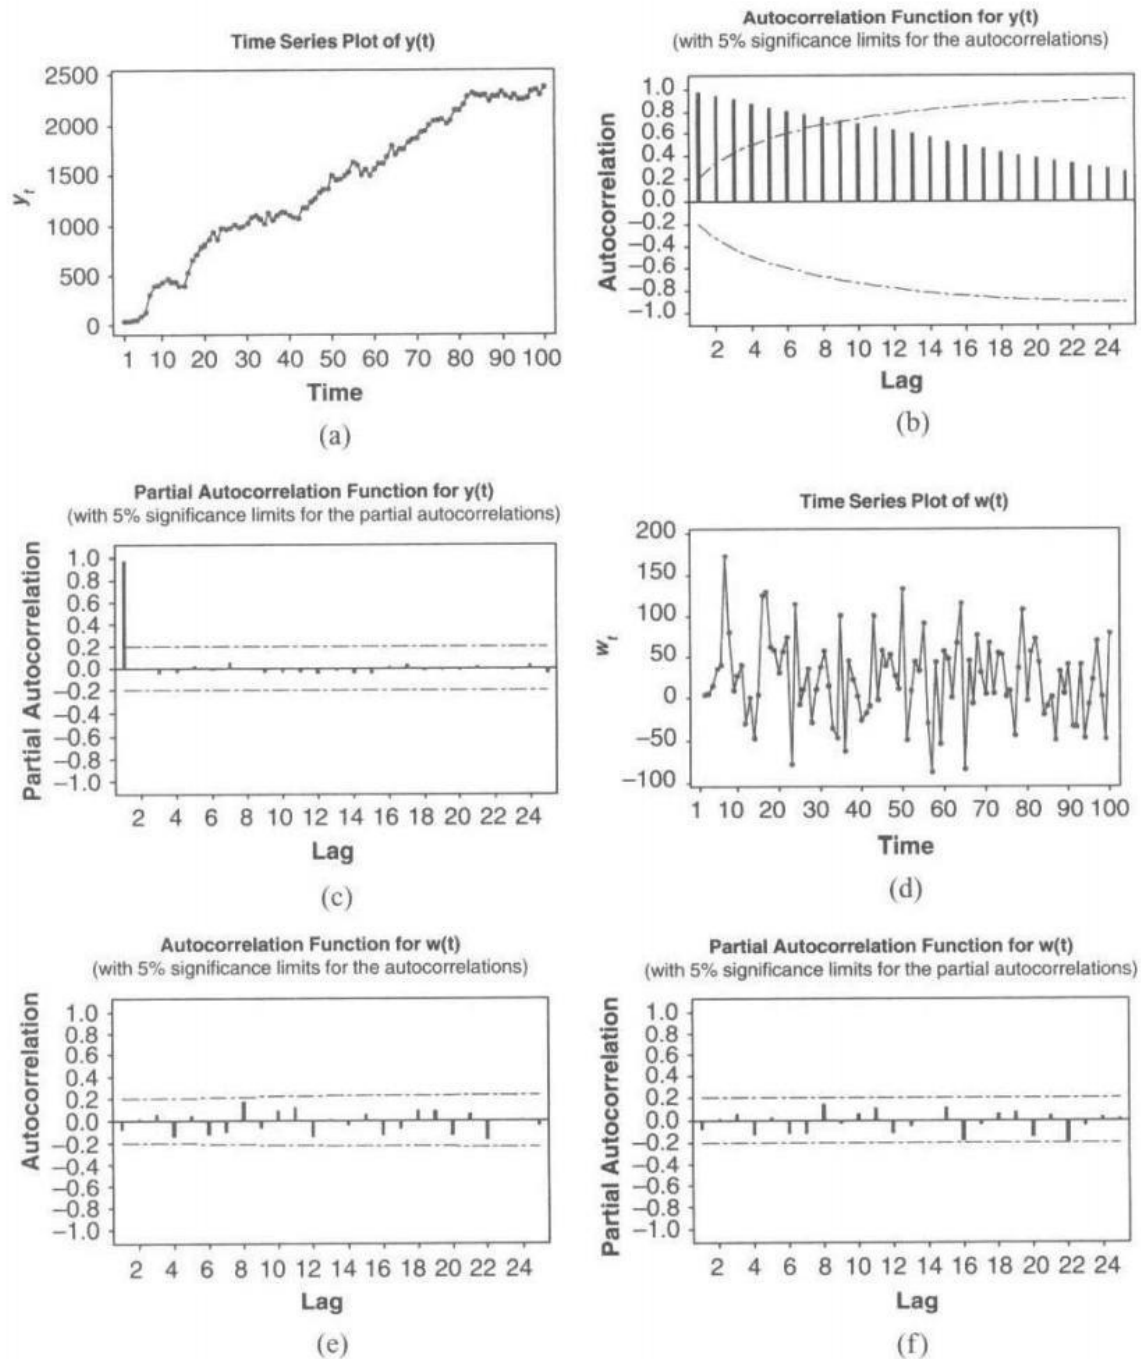 Time Series Plot of y(t)
2500
2000
1500
1000
500
0
y_t
1 10 20 30 40 50 60 70 80 90 100
Time
(a)
Autocorrelation Function for y(t)
(with 5% significance limits for the autocorrelations)
1.0
0.8
0.6
0.4
0.2
0.0
−0.2
−0.4
−0.6
−0.8
−1.0
Autocorrelation
2 4 6 8 10 12 14 16 18 20 22 24
Lag
(b)
Partial Autocorrelation Function for y(t)
(with 5% significance limits for the partial autocorrelations)
1.0
0.8
0.6
0.4
0.2
0.0
−0.2
−0.4
−0.6
−0.8
−1.0
Partial Autocorrelation
2 4 6 8 10 12 14 16 18 20 22 24
Lag
(c)
Time Series Plot of w(t)
200
150
100
50
0
−50
−100
w_t
1 10 20 30 40 50 60 70 80 90 100
Time
(d)
Autocorrelation Function for w(t)
(with 5% significance limits for the autocorrelations)
1.0
0.8
0.6
0.4
0.2
0.0
−0.2
−0.4
−0.6
−0.8
−1.0
Autocorrelation
2 4 6 8 10 12 14 16 18 20 22 24
Lag
(e)
Partial Autocorrelation Function for w(t)
(with 5% significance limits for the partial autocorrelations)
1.0
0.8
0.6
0.4
0.2
0.0
−0.2
−0.4
−0.6
−0.8
−1.0
Partial Autocorrelation
2 4 6 8 10 12 14 16 18 20 22 24
Lag
(f)